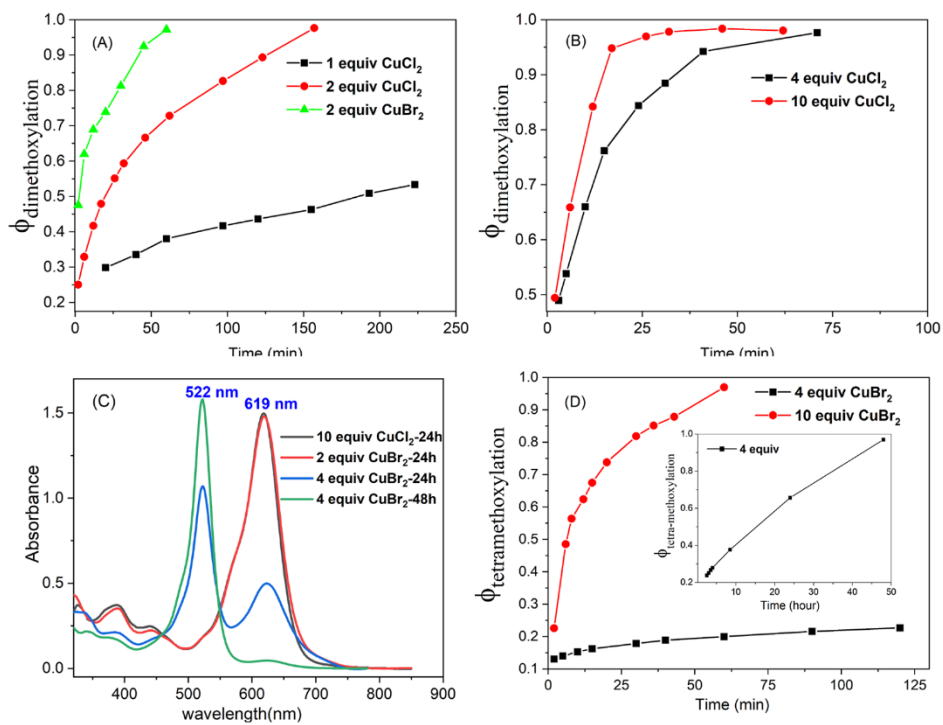 (A)
1 equiv CuCl₂
2 equiv CuCl₂
2 equiv CuBr₂
ϕdimethoxylation
1.0
0.9
0.8
0.7
0.6
0.5
0.4
0.3
0.2
0 50 100 150 200 250
Time (min)
(B)
4 equiv CuCl₂
10 equiv CuCl₂
ϕdimethoxylation
1.0
0.9
0.8
0.7
0.6
0.5
0 25 50 75 100
Time (min)
(C)
522 nm
619 nm
10 equiv CuCl₂-24h
2 equiv CuBr₂-24h
4 equiv CuBr₂-24h
4 equiv CuBr₂-48h
Absorbance
1.5
1.0
0.5
0.0
400 500 600 700 800 900
wavelength(nm)
(D)
4 equiv CuBr₂
10 equiv CuBr₂
ϕtetramethoxylation
1.0
0.9
0.8
0.7
0.6
0.5
0.4
0.3
0.2
0.1
0 25 50 75 100 125
Time (min)
4 equiv
ϕtetra-methoxylation
1.0
0.8
0.6
0.4
0.2
10 20 30 40 50
Time (hour)